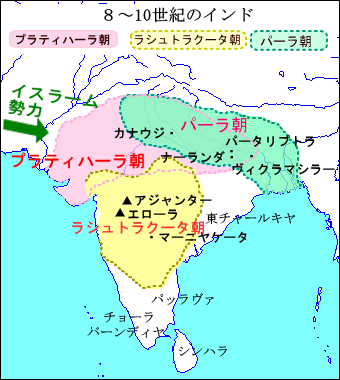 ８～10世紀のインド
プラティハーラ朝
ラシュトラクータ朝
パーラ朝
イスラーム
勢力
カナウジ・
パーラ朝
パータリプトラ
プラティハーラ朝
ナーランダ・
ヴィクラマシラー
▲アジャンター
▲エローラ
東チャールキヤ
ラシュトラクータ朝
・マーニヤケータ
パッラヴァ
チョーラ
パーンディヤ
シンハラ